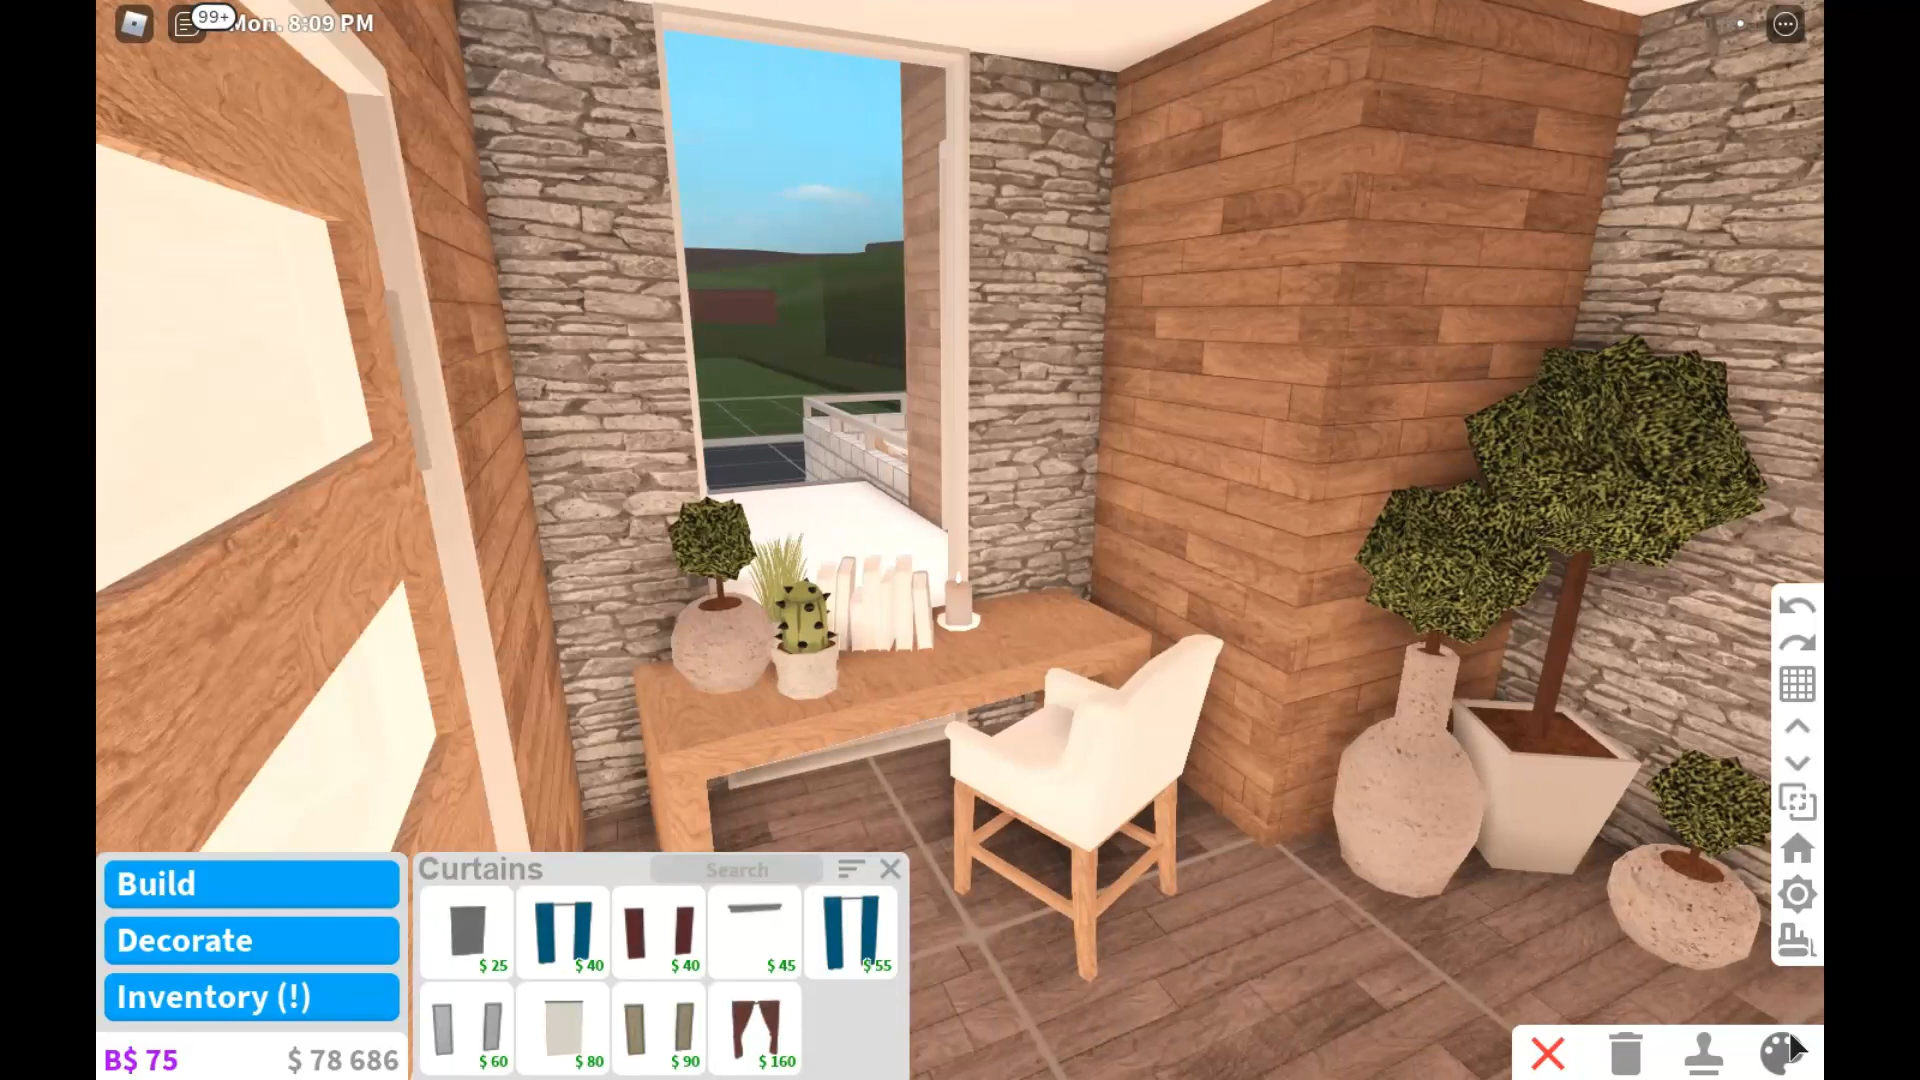 99+
Mon. 8:09 PM
Build
Decorate
Inventory (!)
B$ 75
$ 78 686
Curtains
Search
$ 25
$ 40
$ 40
$ 45
$ 55
$ 60
$ 80
$ 90
$ 160